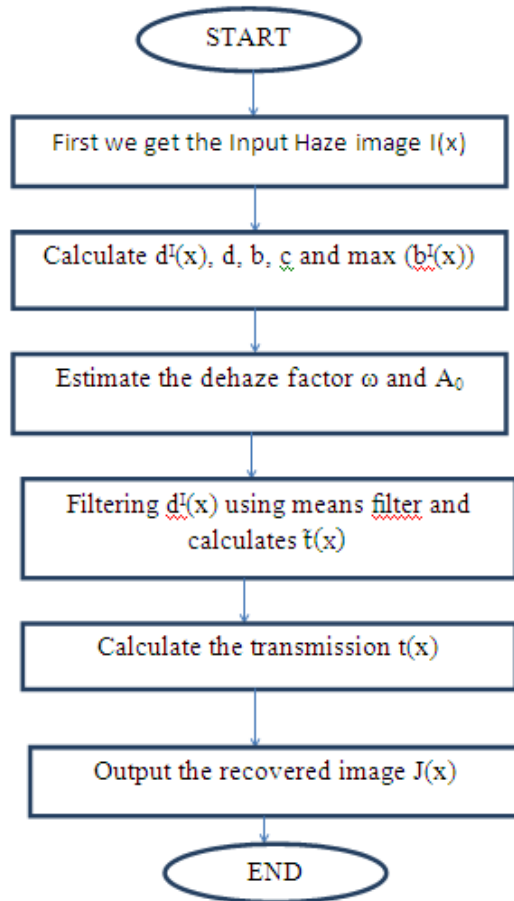 START
First we get the Input Haze image I(x)
Calculate dᴵ(x), d, b, c and max (bᴵ(x))
Estimate the dehaze factor ω and A₀
Filtering dᴵ(x) using means filter and
calculates t̃(x)
Calculate the transmission t(x)
Output the recovered image J(x)
END